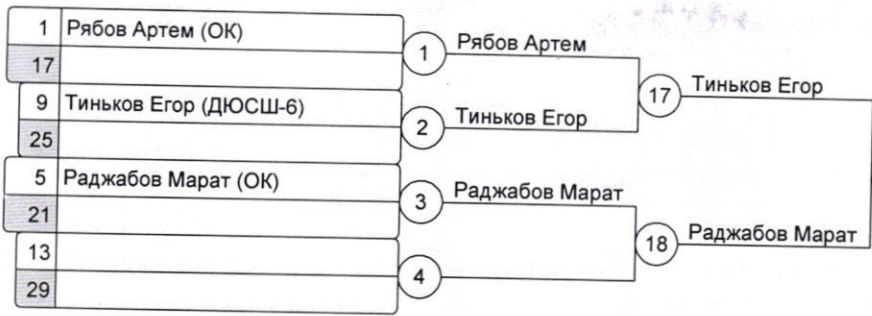 1 Рябов Артем (ОК)
17
1 Рябов Артем
9 Тиньков Егор (ДЮСШ-6)
25
2 Тиньков Егор
17 Тиньков Егор
5 Раджабов Марат (ОК)
21
3 Раджабов Марат
13
29
4
18 Раджабов Марат